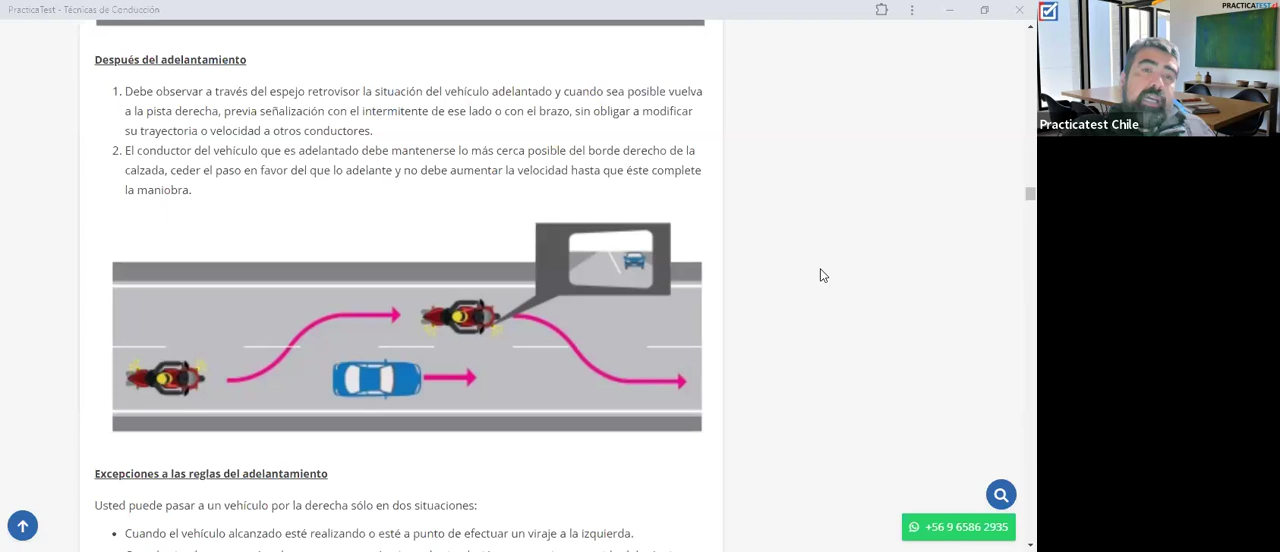 PracticaTest - Técnicas de Conducción
PRACTICATEST
Practicatest Chile
Después del adelantamiento
1. Debe observar a través del espejo retrovisor la situación del vehículo adelantado y cuando sea posible vuelva
a la pista derecha, previa señalización con el intermitente de ese lado o con el brazo, sin obligar a modificar
su trayectoria o velocidad a otros conductores.
2. El conductor del vehículo que es adelantado debe mantenerse lo más cerca posible del borde derecho de la
calzada, ceder el paso en favor del que lo adelante y no debe aumentar la velocidad hasta que éste complete
la maniobra.
Excepciones a las reglas del adelantamiento
Usted puede pasar a un vehículo por la derecha sólo en dos situaciones:
• Cuando el vehículo alcanzado esté realizando o esté a punto de efectuar un viraje a la izquierda.
+56 9 6586 2935